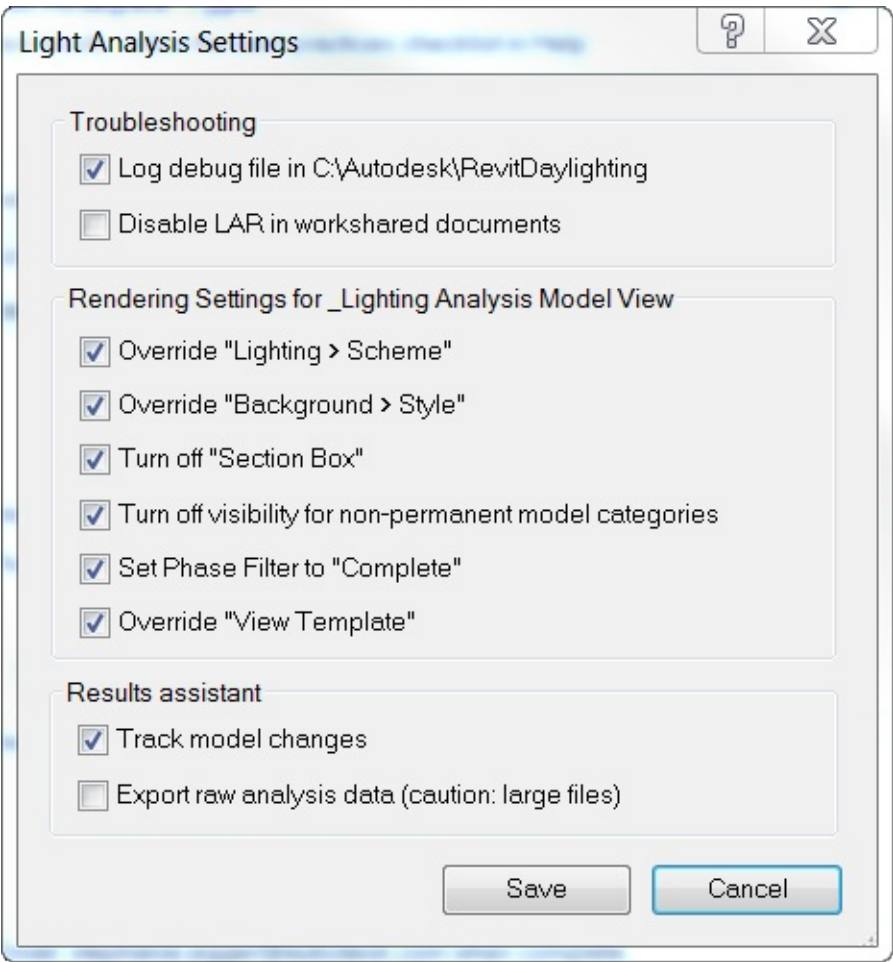 Light Analysis Settings
Troubleshooting
Log debug file in C:\Autodesk\RevitDaylighting
Disable LAR in workshared documents
Rendering Settings for _Lighting Analysis Model View
Override "Lighting > Scheme"
Override "Background > Style"
Turn off "Section Box"
Turn off visibility for non-permanent model categories
Set Phase Filter to "Complete"
Override "View Template"
Results assistant
Track model changes
Export raw analysis data (caution: large files)
Save Cancel